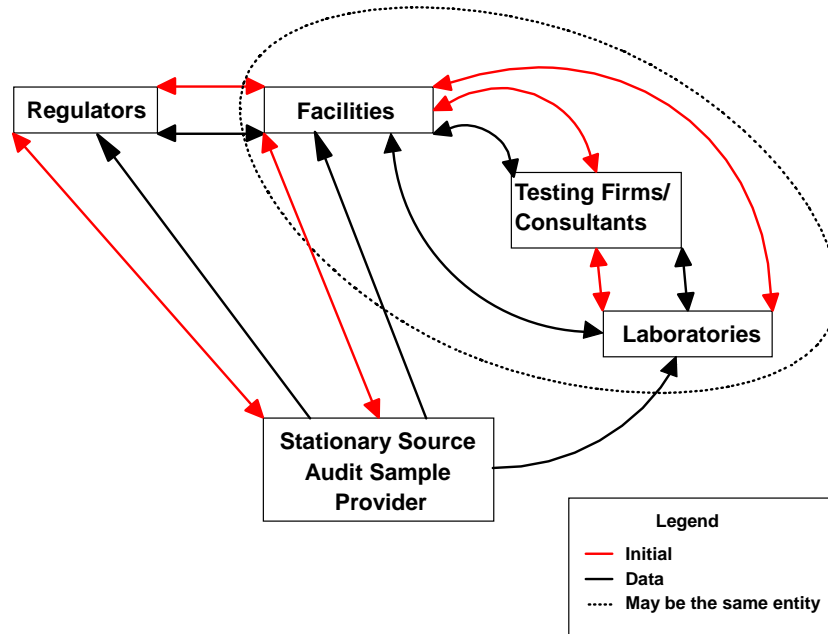 Regulators
Facilities
Testing Firms/
Consultants
Laboratories
Stationary Source
Audit Sample
Provider
Legend
Initial
Data
May be the same entity